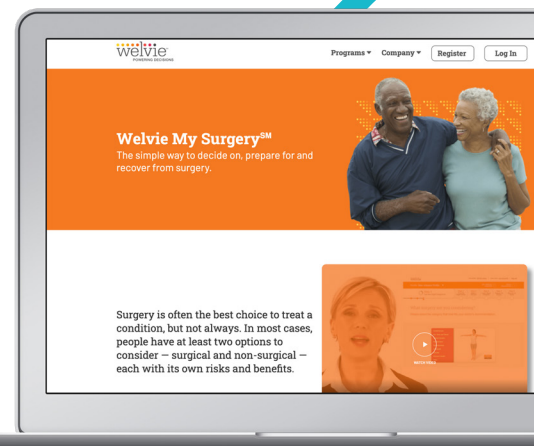 welvie
POWERING DECISIONS
Programs Company Register Log In
Welvie My Surgery℠
The simple way to decide on, prepare for and
recover from surgery.
Surgery is often the best choice to treat a
condition, but not always. In most cases,
people have at least two options to
consider — surgical and non-surgical —
each with its own risks and benefits.
WATCH VIDEO